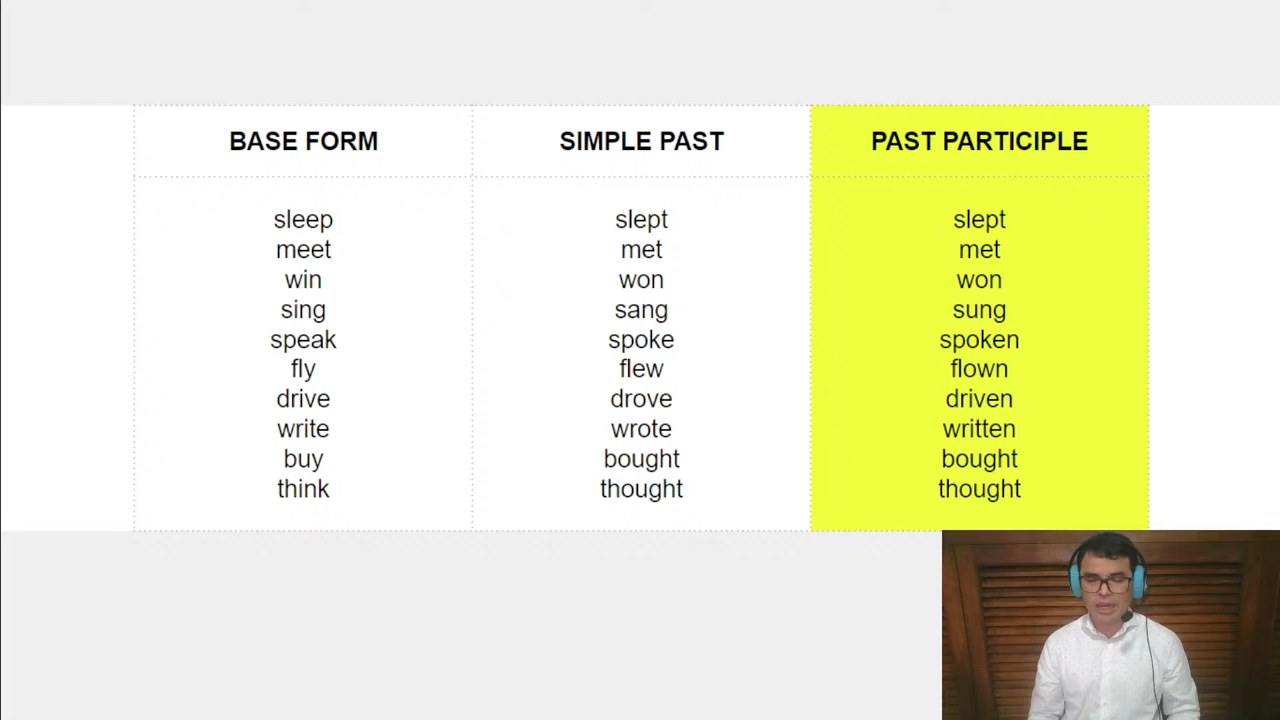 BASE FORM SIMPLE PAST PAST PARTICIPLE
sleep slept slept
meet met met
win won won
sing sang sung
speak spoke spoken
fly flew flown
drive drove driven
write wrote written
buy bought bought
think thought thought